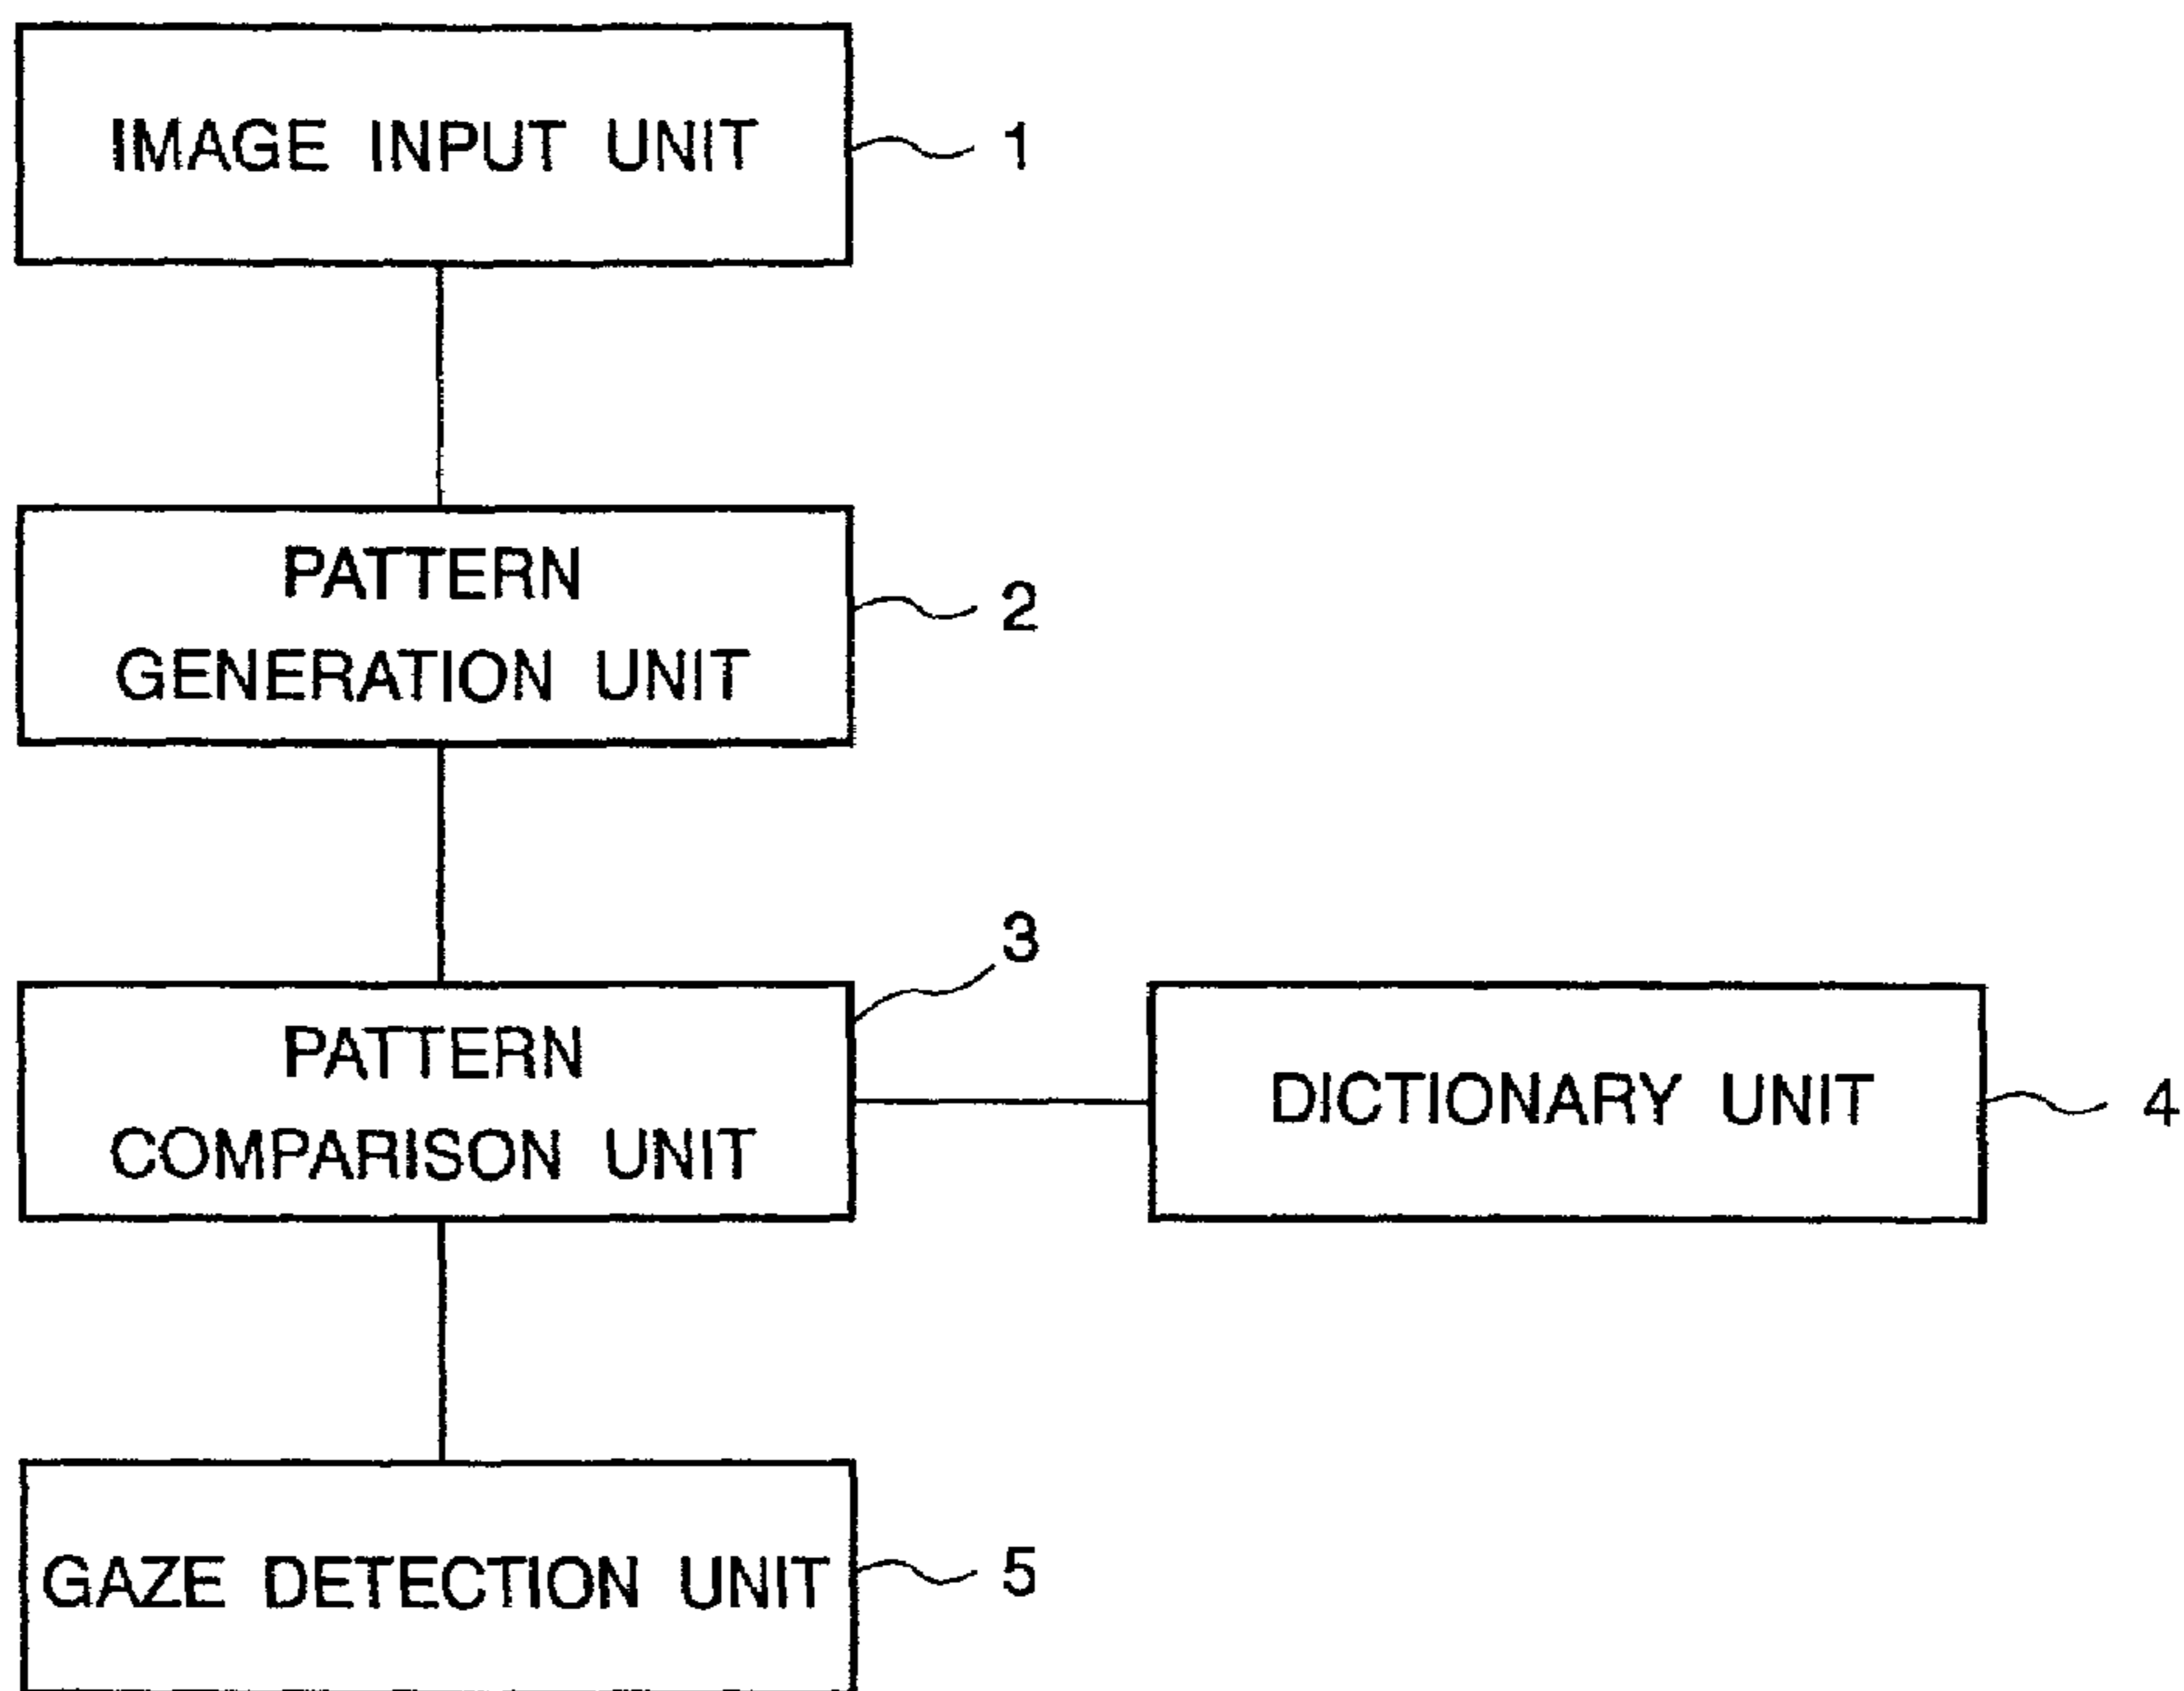 IMAGE INPUT UNIT
1
PATTERN
GENERATION UNIT
2
3
PATTERN
COMPARISON UNIT
DICTIONARY UNIT
4
GAZE DETECTION UNIT
5